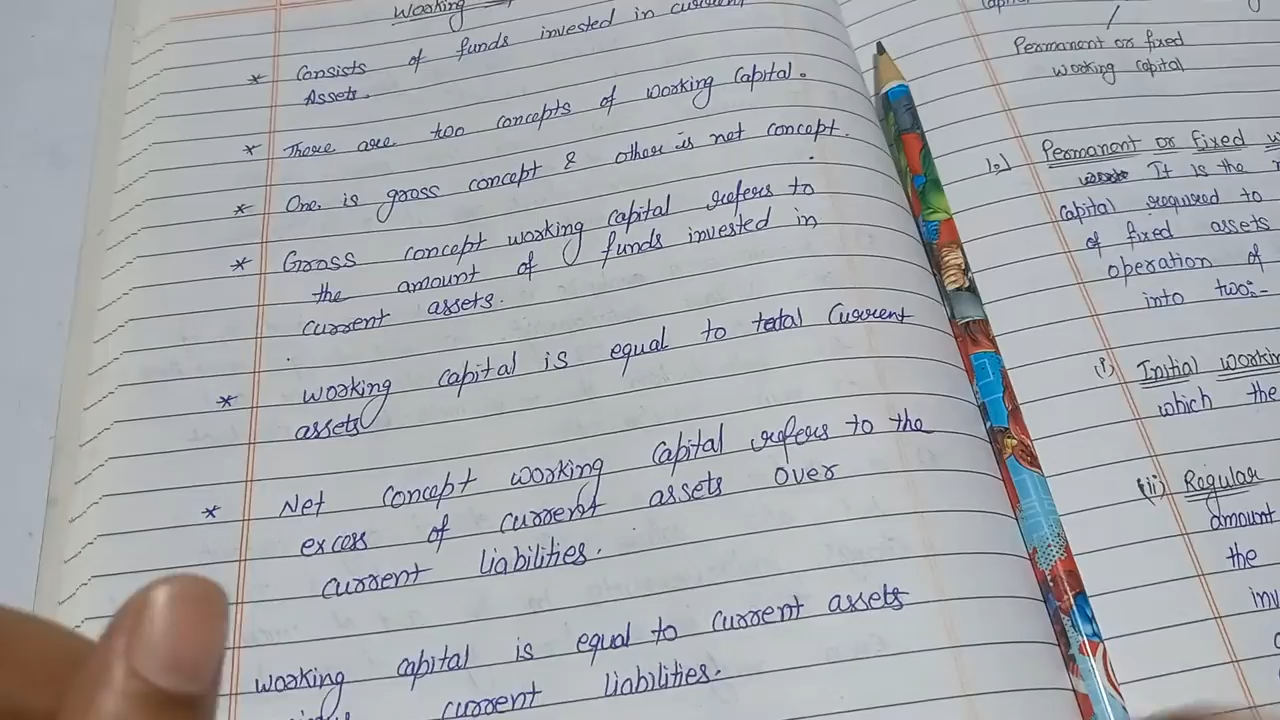 Working
* Consists of funds invested in current
Assets.
* There are two concepts of working capital.
* One is gross concept & other is net concept.
* Gross concept working capital refers to
the amount of funds invested in
current assets.
* Working capital is equal to total current
assets
* Net concept working capital refers to the
excess of current assets over
current liabilities.
Working capital is equal to current assets
current liabilities.
Permanent or fixed
working capital
1.) Permanent or fixed
It is the
capital required to
of fixed assets
operation of
into two:-
(i) Initial working
which the
(ii) Regular
amount
the